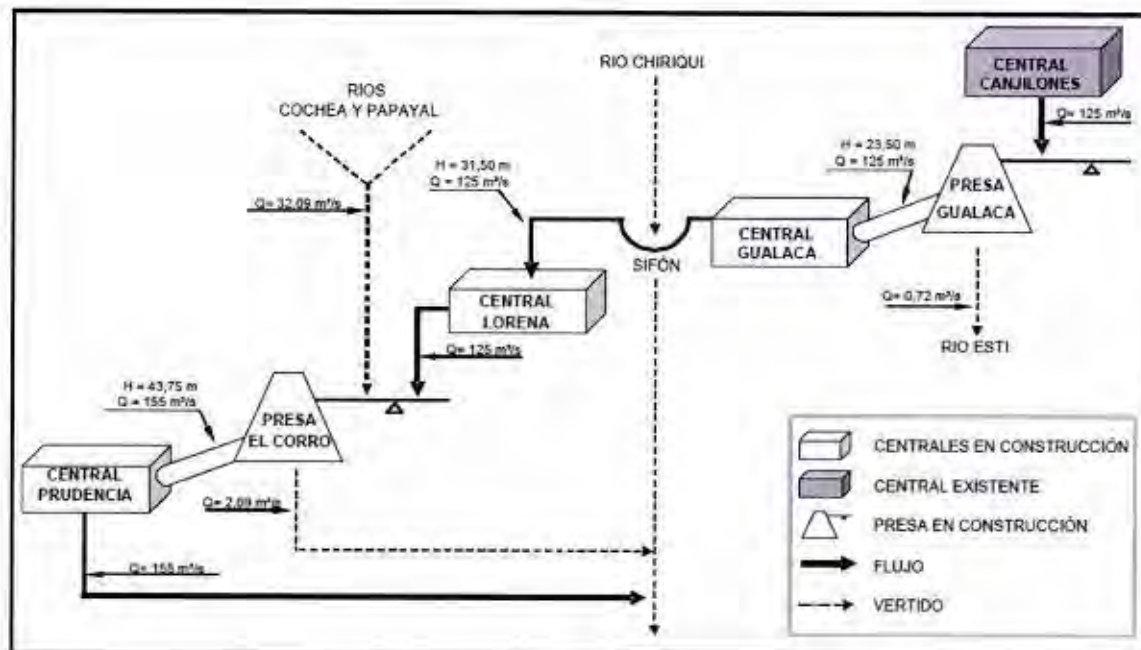 CENTRAL
CANJILONES
RIO CHIRIQUI
RIOS
COCHEA Y PAPAYAL
Q= 125 m³/s
H = 23,50 m
Q = 125 m³/s
H = 31,50 m
Q = 125 m³/s
PRESA
GUALACA
Q= 32,09 m³/s
CENTRAL
GUALACA
SIFÓN
CENTRAL
LORENA
Q= 0,72 m³/s
RIO ESTI
Q= 125 m³/s
H = 43,75 m
Q = 155 m³/s
PRESA
EL CORRO
CENTRAL
PRUDENCIA
Q= 2,09 m³/s
Q= 155 m³/s
CENTRALES EN CONSTRUCCIÓN
CENTRAL EXISTENTE
PRESA EN CONSTRUCCIÓN
FLUJO
VERTIDO